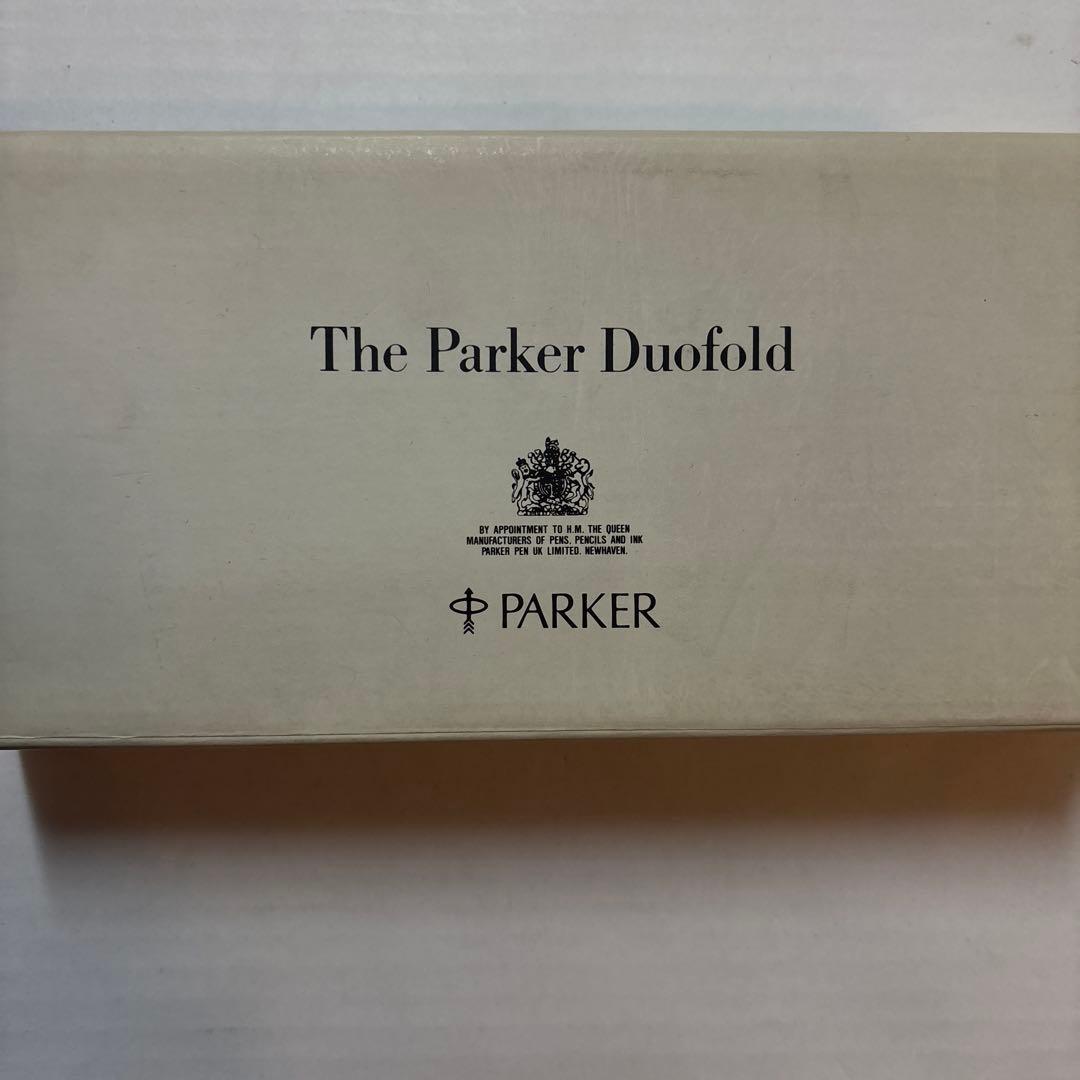 The Parker Duofold
BY APPOINTMENT TO H.M. THE QUEEN
MANUFACTURERS OF PENS, PENCILS AND INK
PARKER PEN UK LIMITED. NEWHAVEN.
PARKER